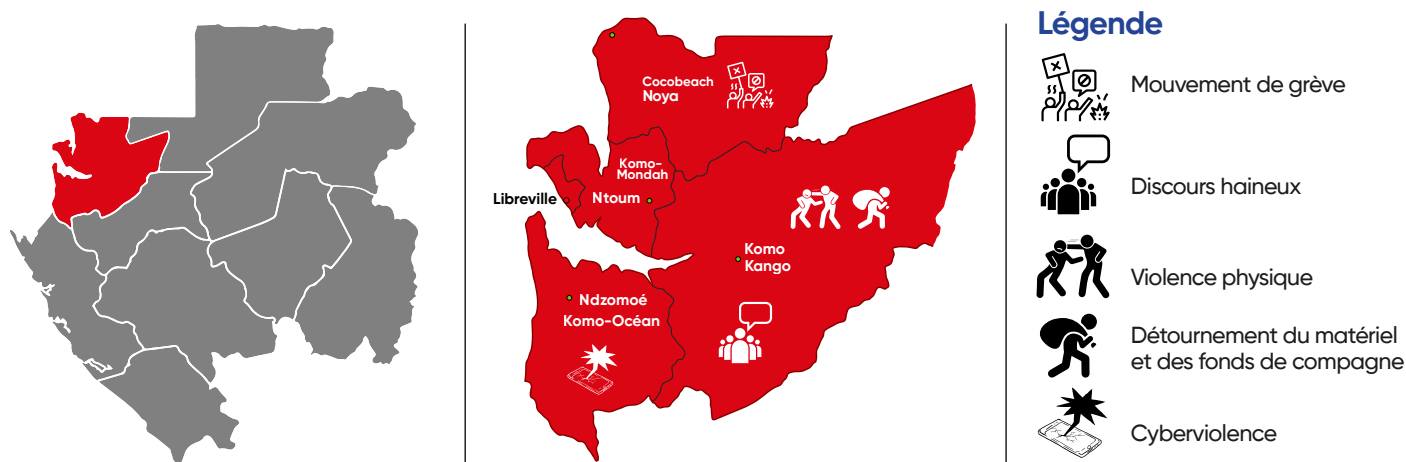 Cocobeach
Noya
Komo-
Mondah
Libreville
Ntoum
Komo
Kango
Ndzomoé
Komo-Océan
Légende
Mouvement de grève
Discours haineux
Violence physique
Détournement du matériel
et des fonds de compagne
Cyberviolence